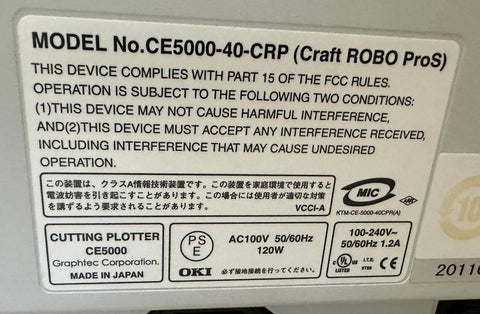 MODEL No.CE5000-40-CRP (Craft ROBO ProS)
THIS DEVICE COMPLIES WITH PART 15 OF THE FCC RULES.
OPERATION IS SUBJECT TO THE FOLLOWING TWO CONDITIONS:
(1)THIS DEVICE MAY NOT CAUSE HARMFUL INTERFERENCE,
AND(2)THIS DEVICE MUST ACCEPT ANY INTERFERENCE RECEIVED,
INCLUDING INTERFERENCE THAT MAY CAUSE UNDESIRED
OPERATION.
この装置は、クラスA情報技術装置です。この装置を家庭環境で使用すると
電波妨害を引き起こすことがあります。この場合には使用者が適切な対策
を講ずるよう要求されることがあります。 VCCI-A
MIC
KTM-CE-5000-40CPR(A)
CUTTING PLOTTER
CE5000
Graphtec Corporation.
MADE IN JAPAN
PS
E
AC100V 50/60Hz
120W
OKI 必ず接地接続を行ってください。
100-240V~
50/60Hz 1.2A
UL
LISTED
I.T.E.
CE
10